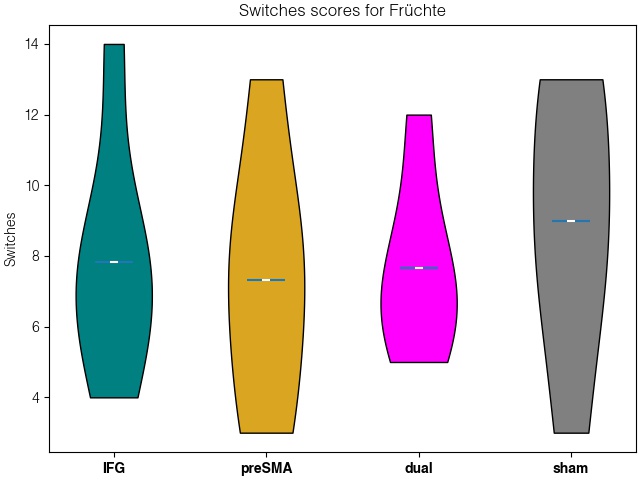 Switches scores for Früchte
Switches
14
12
10
8
6
4
IFG
preSMA
dual
sham